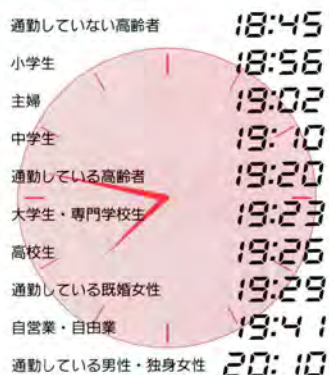 通勤していない高齢者 18:45
小学生 18:56
主婦 19:02
中学生 19:10
通勤している高齢者 19:20
大学生・専門学校生 19:23
高校生 19:26
通勤している既婚女性 19:29
自営業・自由業 19:41
通勤している男性・独身女性 20:10